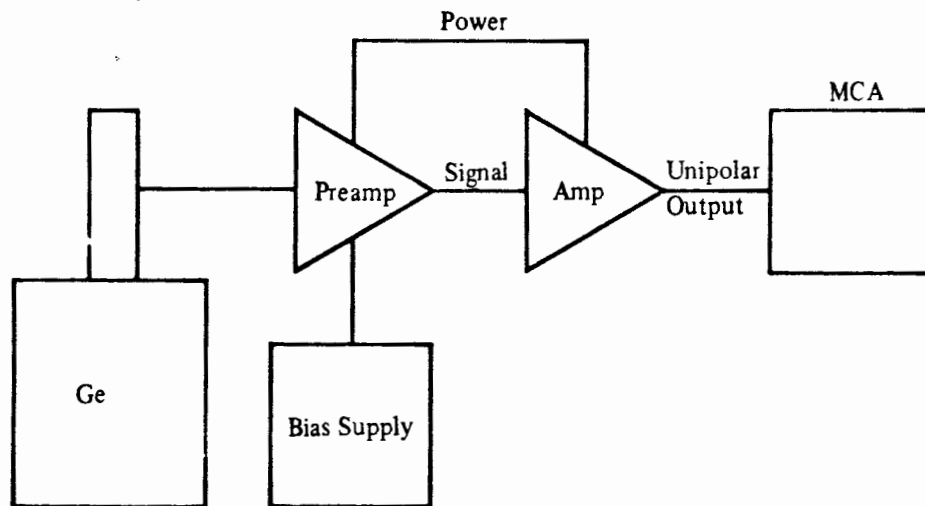 Power
MCA
Preamp
Signal
Amp
Unipolar
Output
Ge
Bias Supply